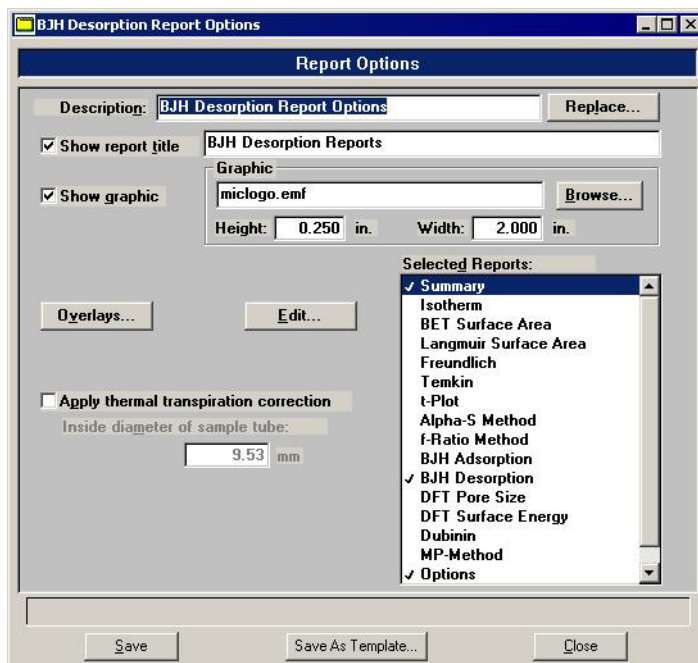 BJH Desorption Report Options
Report Options
Description: BJH Desorption Report Options Replace...
Show report title BJH Desorption Reports
Graphic
Show graphic miclogo.emf Browse...
Height: 0.250 in. Width: 2.000 in.
Selected Reports:
✓ Summary
Isotherm
Overlays... Edit...
BET Surface Area
Langmuir Surface Area
Freundlich
Temkin
Apply thermal transpiration correction
t-Plot
Inside diameter of sample tube:
Alpha-S Method
f-Ratio Method
9.53 mm
BJH Adsorption
✓ BJH Desorption
DFT Pore Size
DFT Surface Energy
Dubinin
MP-Method
✓ Options
Save Save As Template... Close